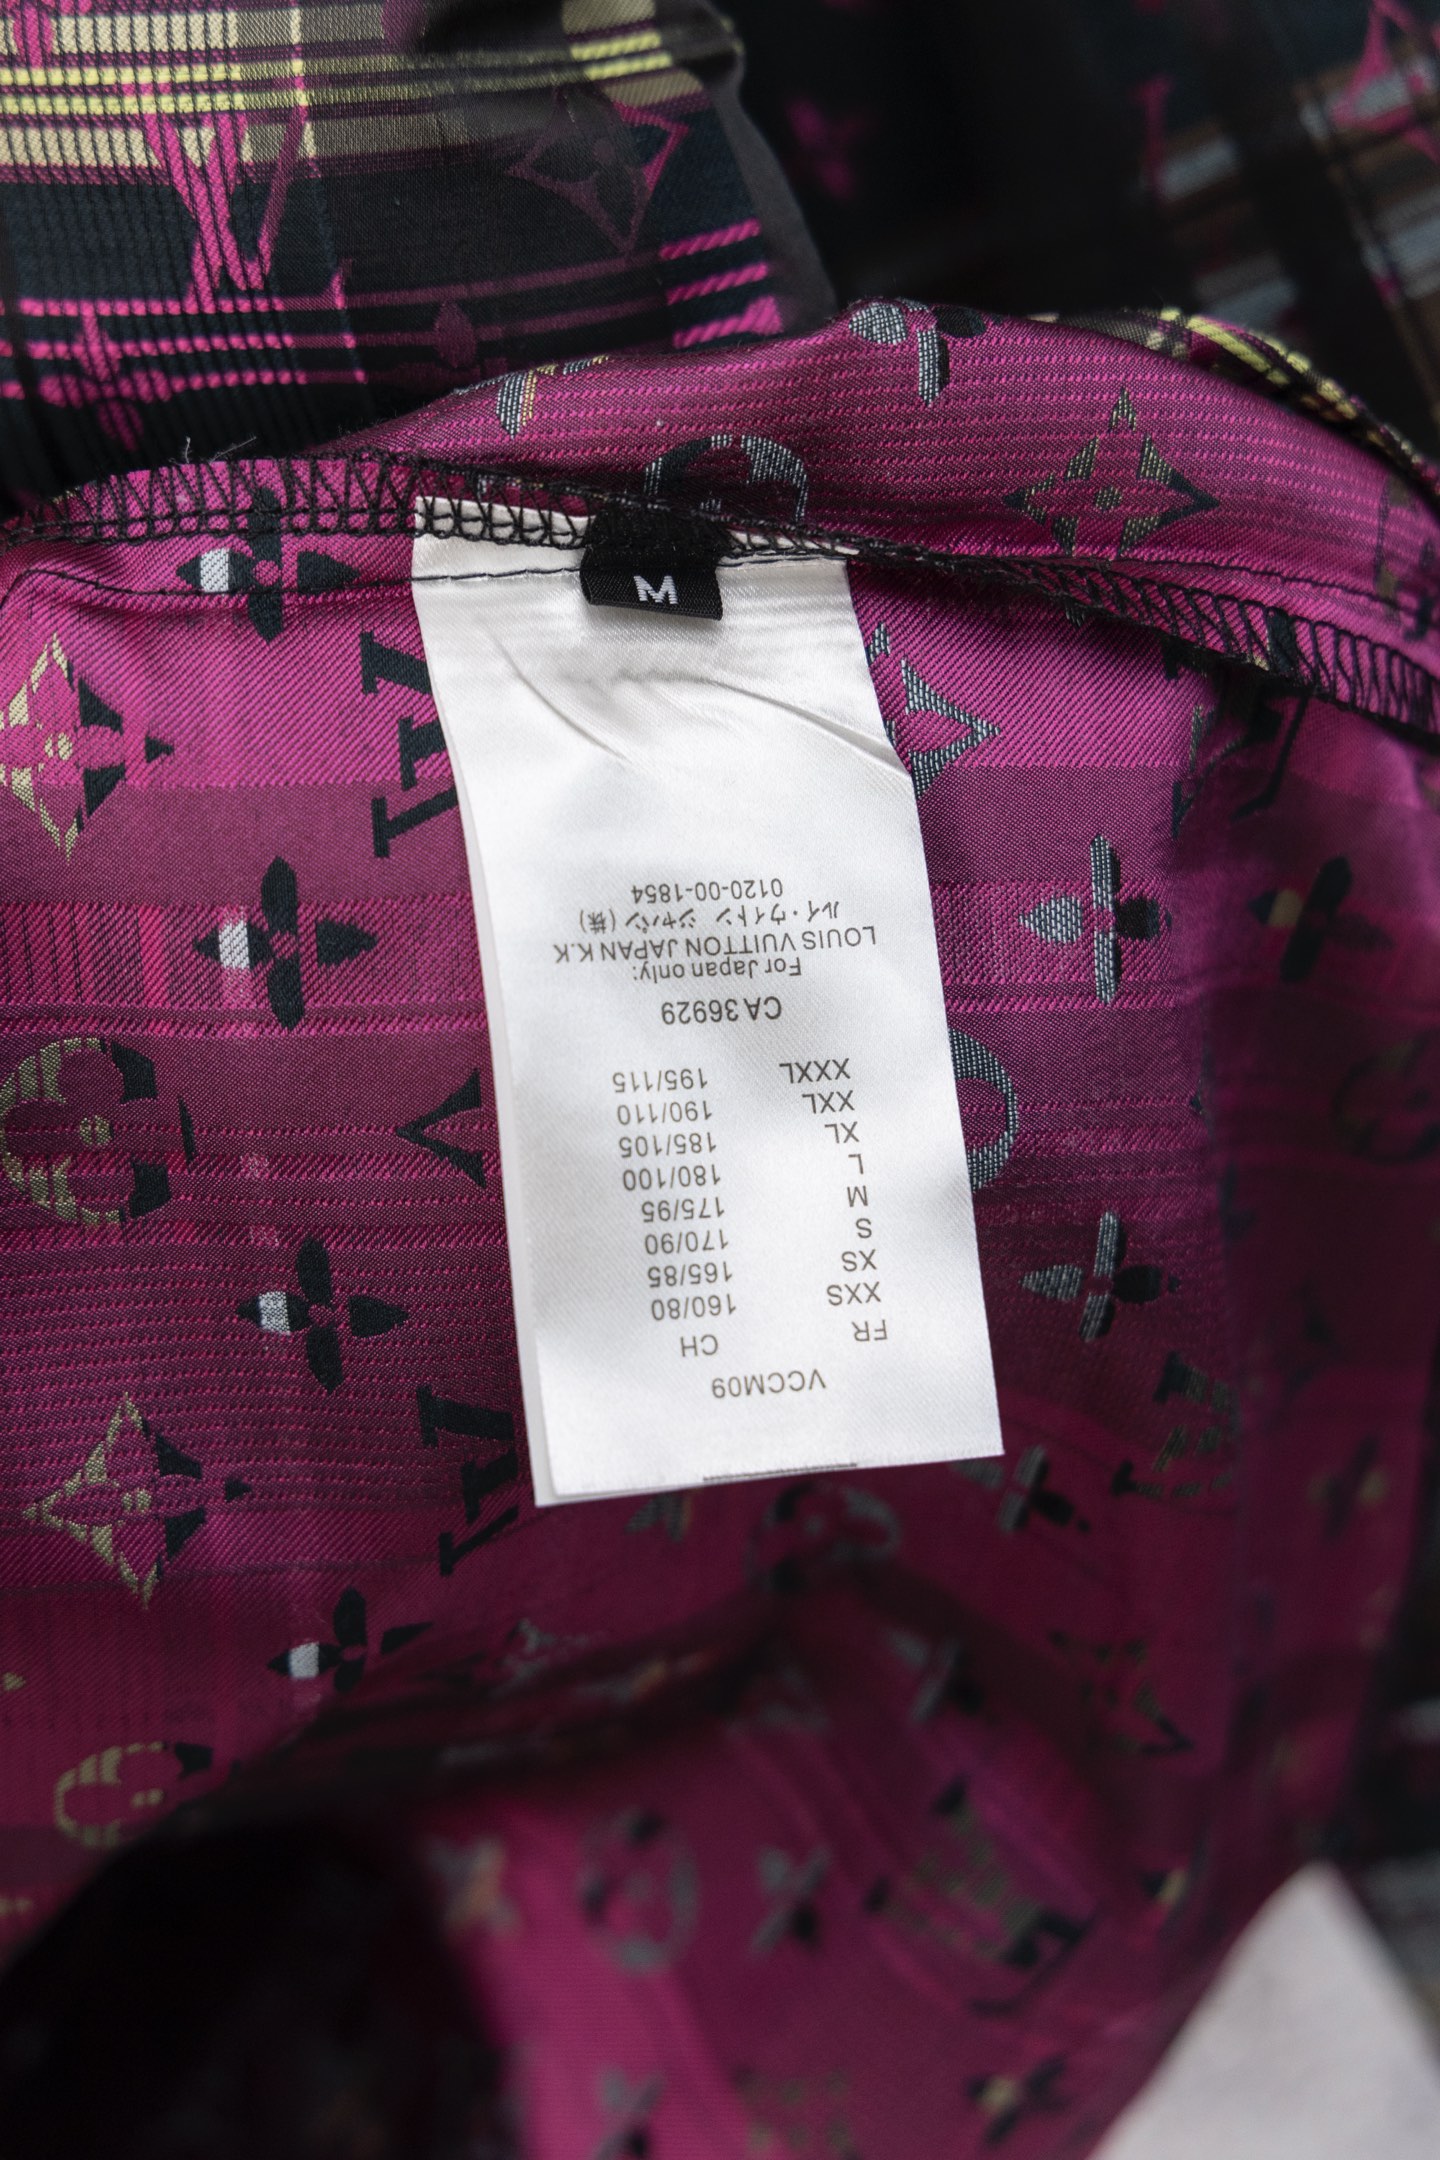 M
VCCM09
FR CH
XXS 160/80
XS 165/85
S 170/90
M 175/95
L 180/100
XL 185/105
XXL 190/110
XXXL 195/115
CA36929
For Japan only:
LOUIS VUITTON JAPAN K.K
ルイ・ヴィトン ジャパン (株)
0120-00-1854